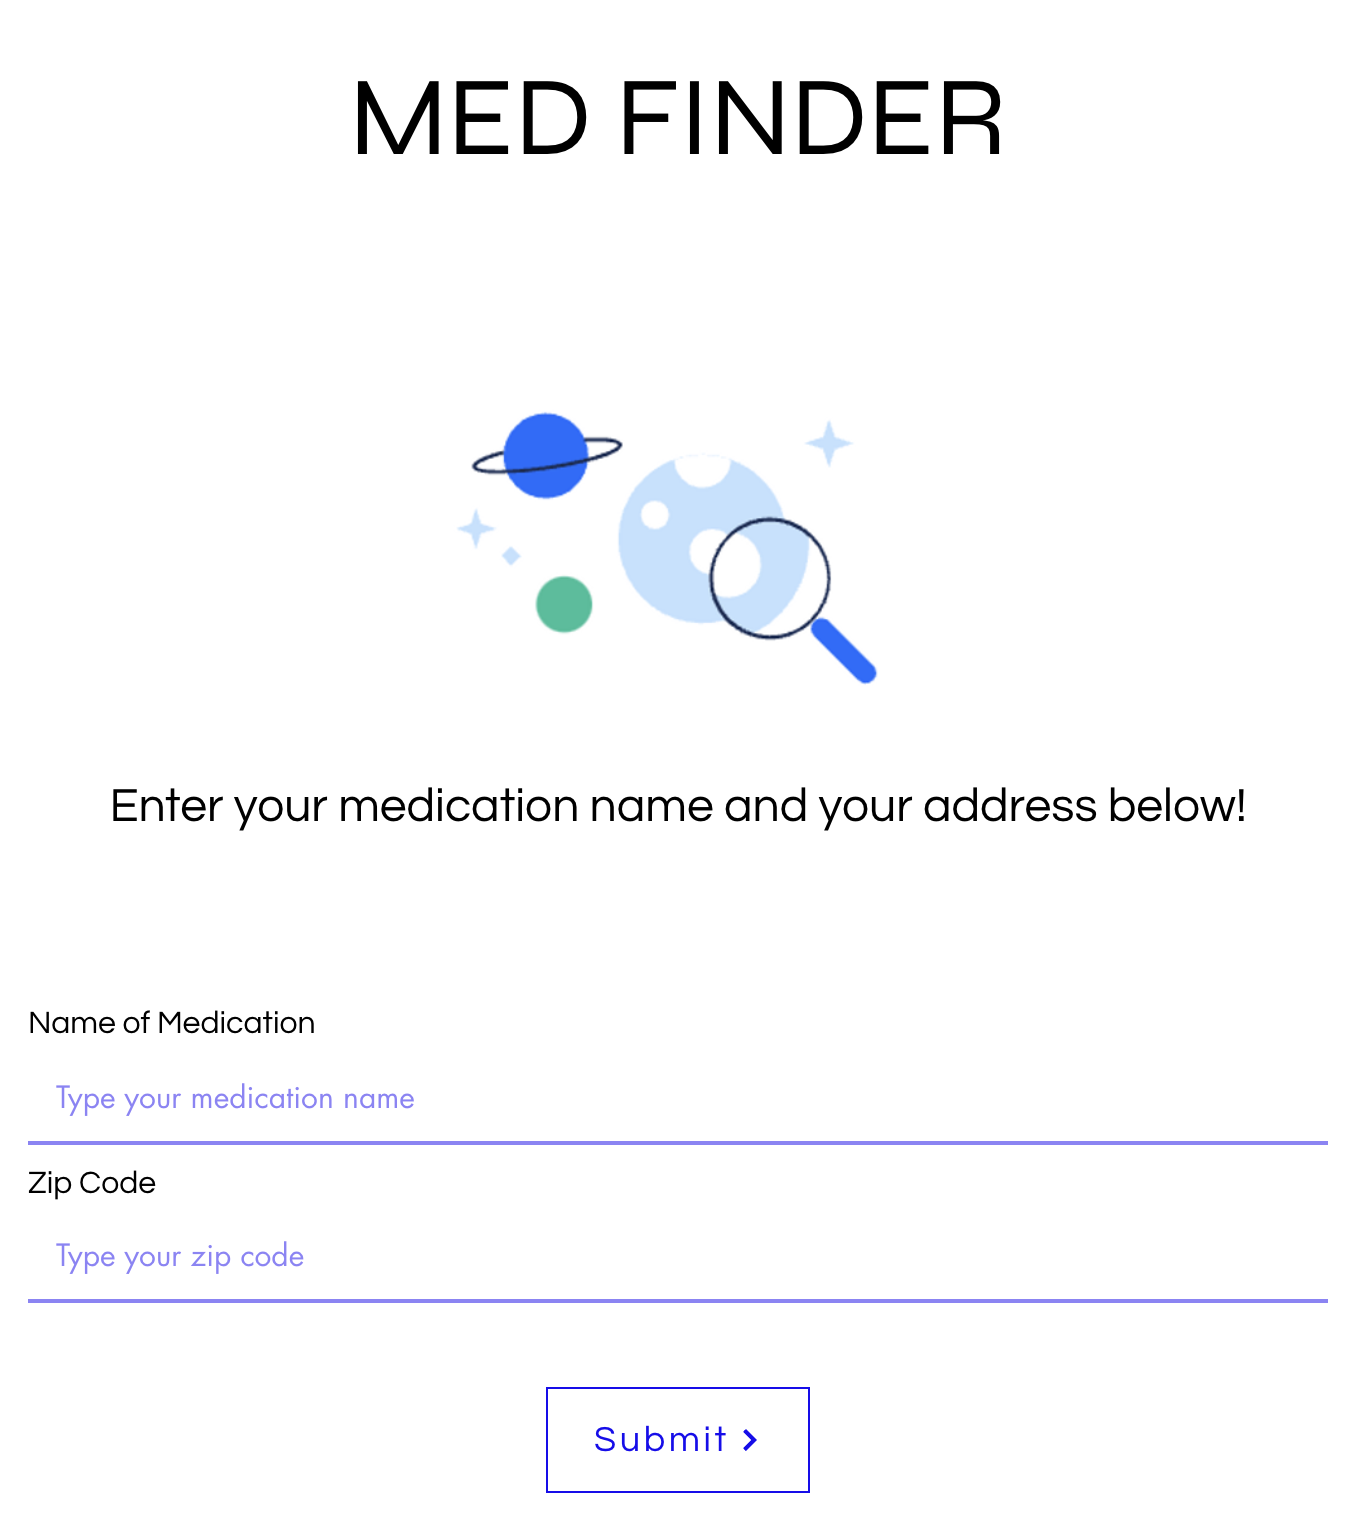 MED FINDER
Enter your medication name and your address below!
Name of Medication
Type your medication name
Zip Code
Type your zip code
Submit